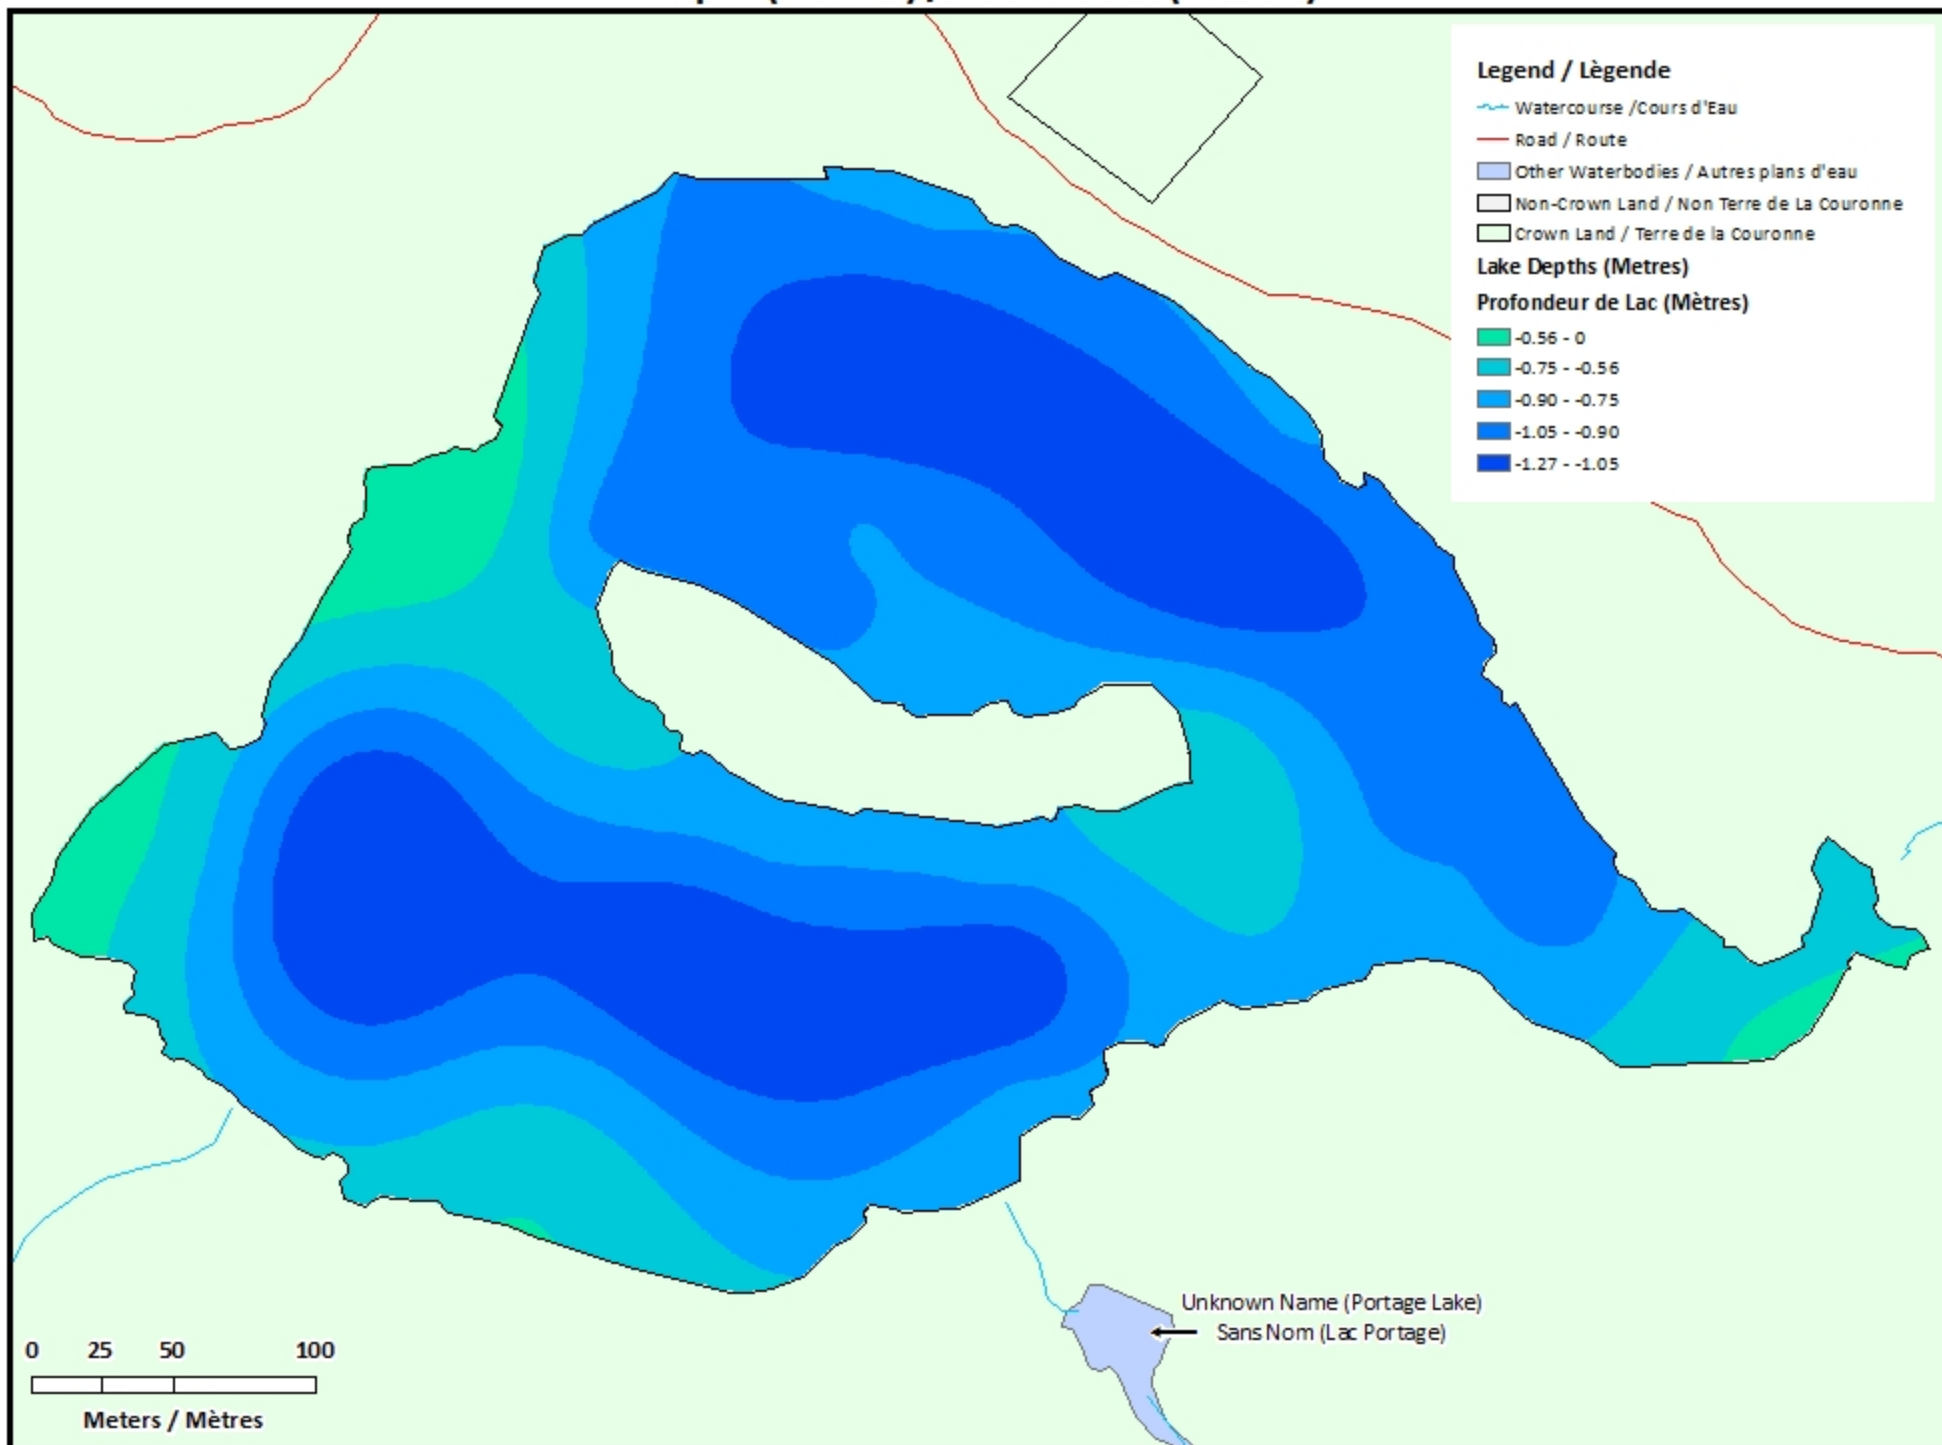 Legend / Lègende
Watercourse /Cours d'Eau
Road / Route
Other Waterbodies / Autres plans d'eau
Non-Crown Land / Non Terre de La Couronne
Crown Land / Terre de la Couronne
Lake Depths (Metres)
Profondeur de Lac (Mètres)
-0.56 - 0
-0.75 - -0.56
-0.90 - -0.75
-1.05 - -0.90
-1.27 - -1.05
Unknown Name (Portage Lake)
Sans Nom (Lac Portage)
0 25 50 100
Meters / Mètres